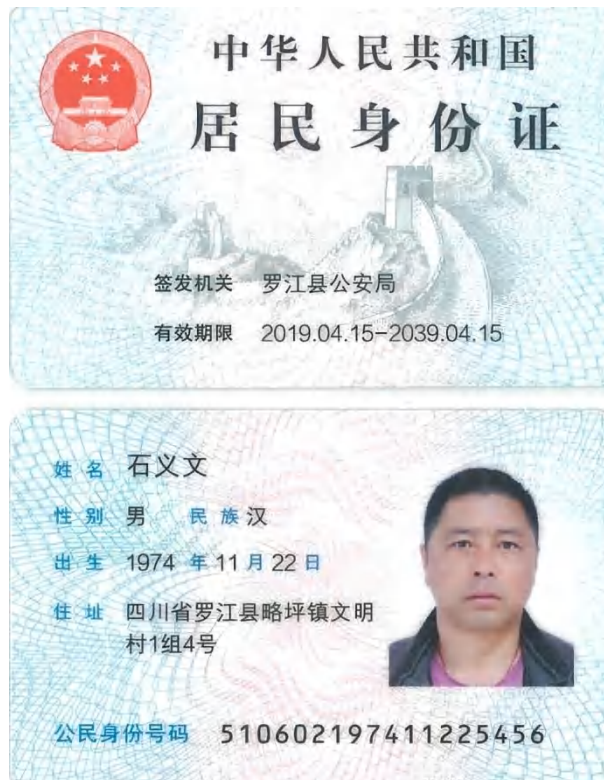 中华人民共和国
居民身份证
签发机关 罗江县公安局
有效期限 2019.04.15-2039.04.15
姓名 石义文
性别 男 民族 汉
出生 1974 年 11 月 22 日
住址 四川省罗江县略坪镇文明
村1组4号
公民身份号码 510602197411225456